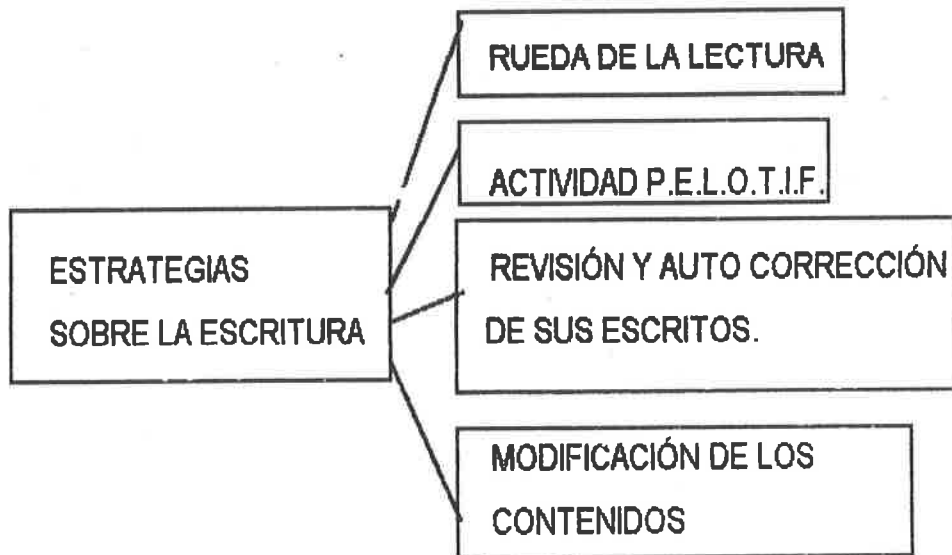 RUEDA DE LA LECTURA
ACTIVIDAD P.E.L.O.T.I.F.
ESTRATEGIAS
SOBRE LA ESCRITURA
REVISIÓN Y AUTO CORRECCIÓN
DE SUS ESCRITOS.
MODIFICACIÓN DE LOS
CONTENIDOS